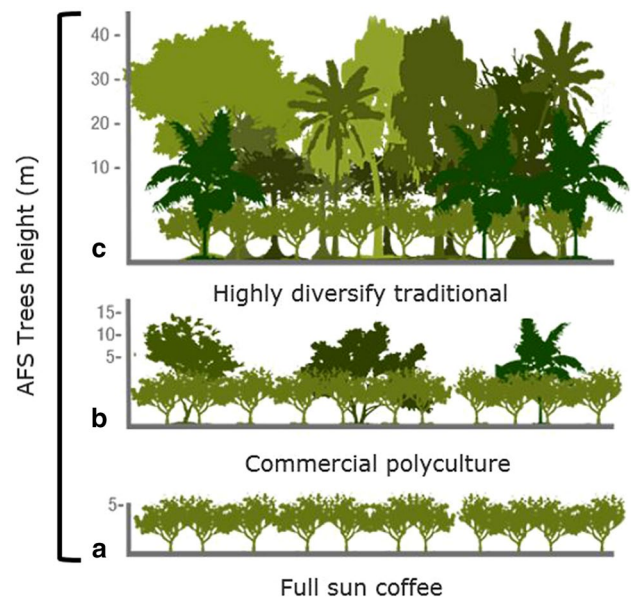 AFS Trees height (m)
40 -
30 -
20 -
10 -
c
Highly diversify traditional
15-
10-
5-
b
Commercial polyculture
5-
a
Full sun coffee